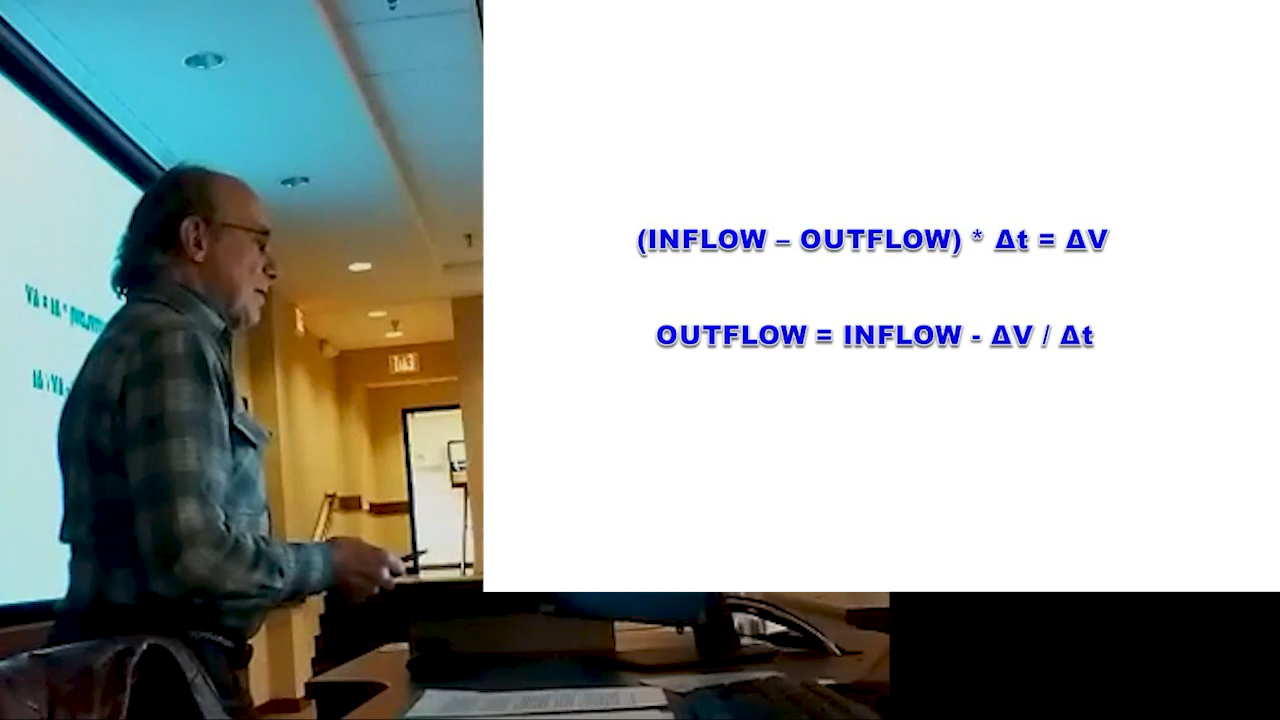 (INFLOW – OUTFLOW) * Δt = ΔV
OUTFLOW = INFLOW - ΔV / Δt